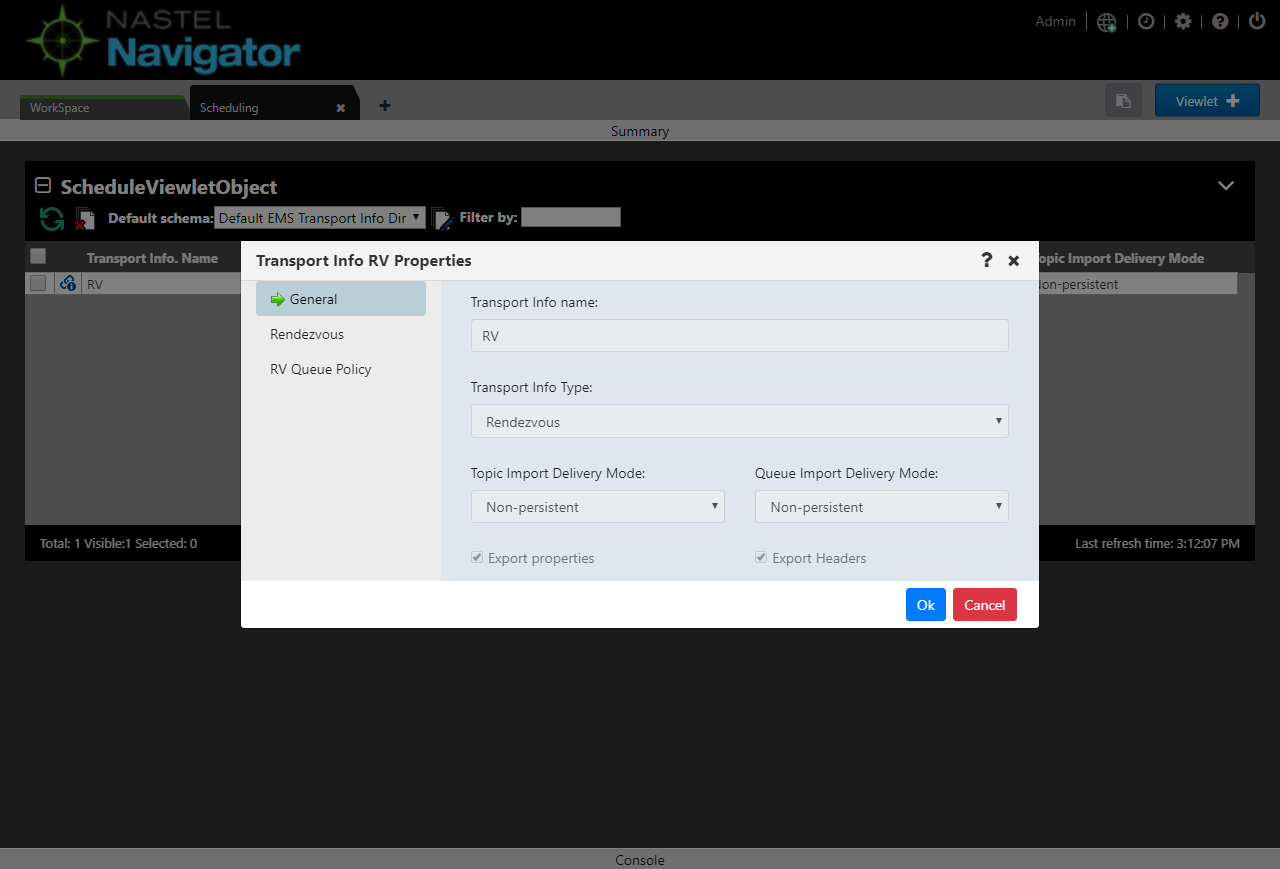 NASTEL
Navigator
Admin
WorkSpace
Scheduling
Viewlet
Summary
ScheduleViewletObject
Default schema: Default EMS Transport Info Dir Filter by:
Transport Info. Name
opic Import Delivery Mode
RV
on-persistent
Transport Info RV Properties
General
Rendezvous
RV Queue Policy
Transport Info name:
RV
Transport Info Type:
Rendezvous
Topic Import Delivery Mode: Queue Import Delivery Mode:
Non-persistent Non-persistent
Export properties Export Headers
Ok Cancel
Total: 1 Visible:1 Selected: 0
Last refresh time: 3:12:07 PM
Console